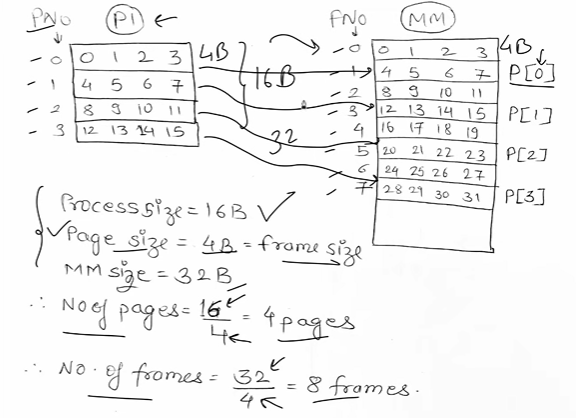 PNo P1 FNo MM
0 0 1 2 3 4B 0 0 1 2 3 4B
1 4 5 6 7 16B 1 4 5 6 7 P[0]
2 8 9 10 11 2 8 9 10 11
3 12 13 14 15 3 12 13 14 15 P[1]
32 4 16 17 18 19
5 20 21 22 23 P[2]
6 24 25 26 27
7 28 29 30 31 P[3]
Process size = 16B
Page size = 4B = frame size
MM size = 32B
∴ No of pages = 16/4 = 4 pages
∴ No. of frames = 32/4 = 8 frames.